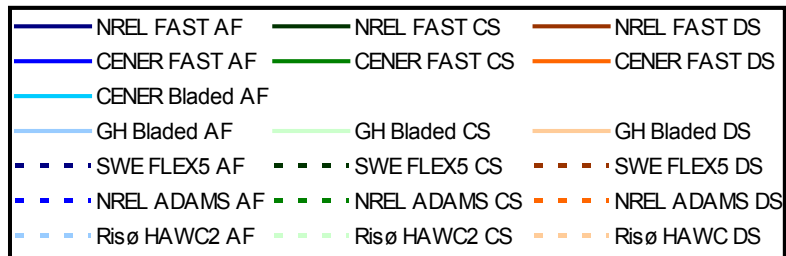 NREL FAST AF NREL FAST CS NREL FAST DS
CENER FAST AF CENER FAST CS CENER FAST DS
CENER Bladed AF
GH Bladed AF GH Bladed CS GH Bladed DS
SWE FLEX5 AF SWE FLEX5 CS SWE FLEX5 DS
NREL ADAMS AF NREL ADAMS CS NREL ADAMS DS
Risø HAWC2 AF Risø HAWC2 CS Risø HAWC DS